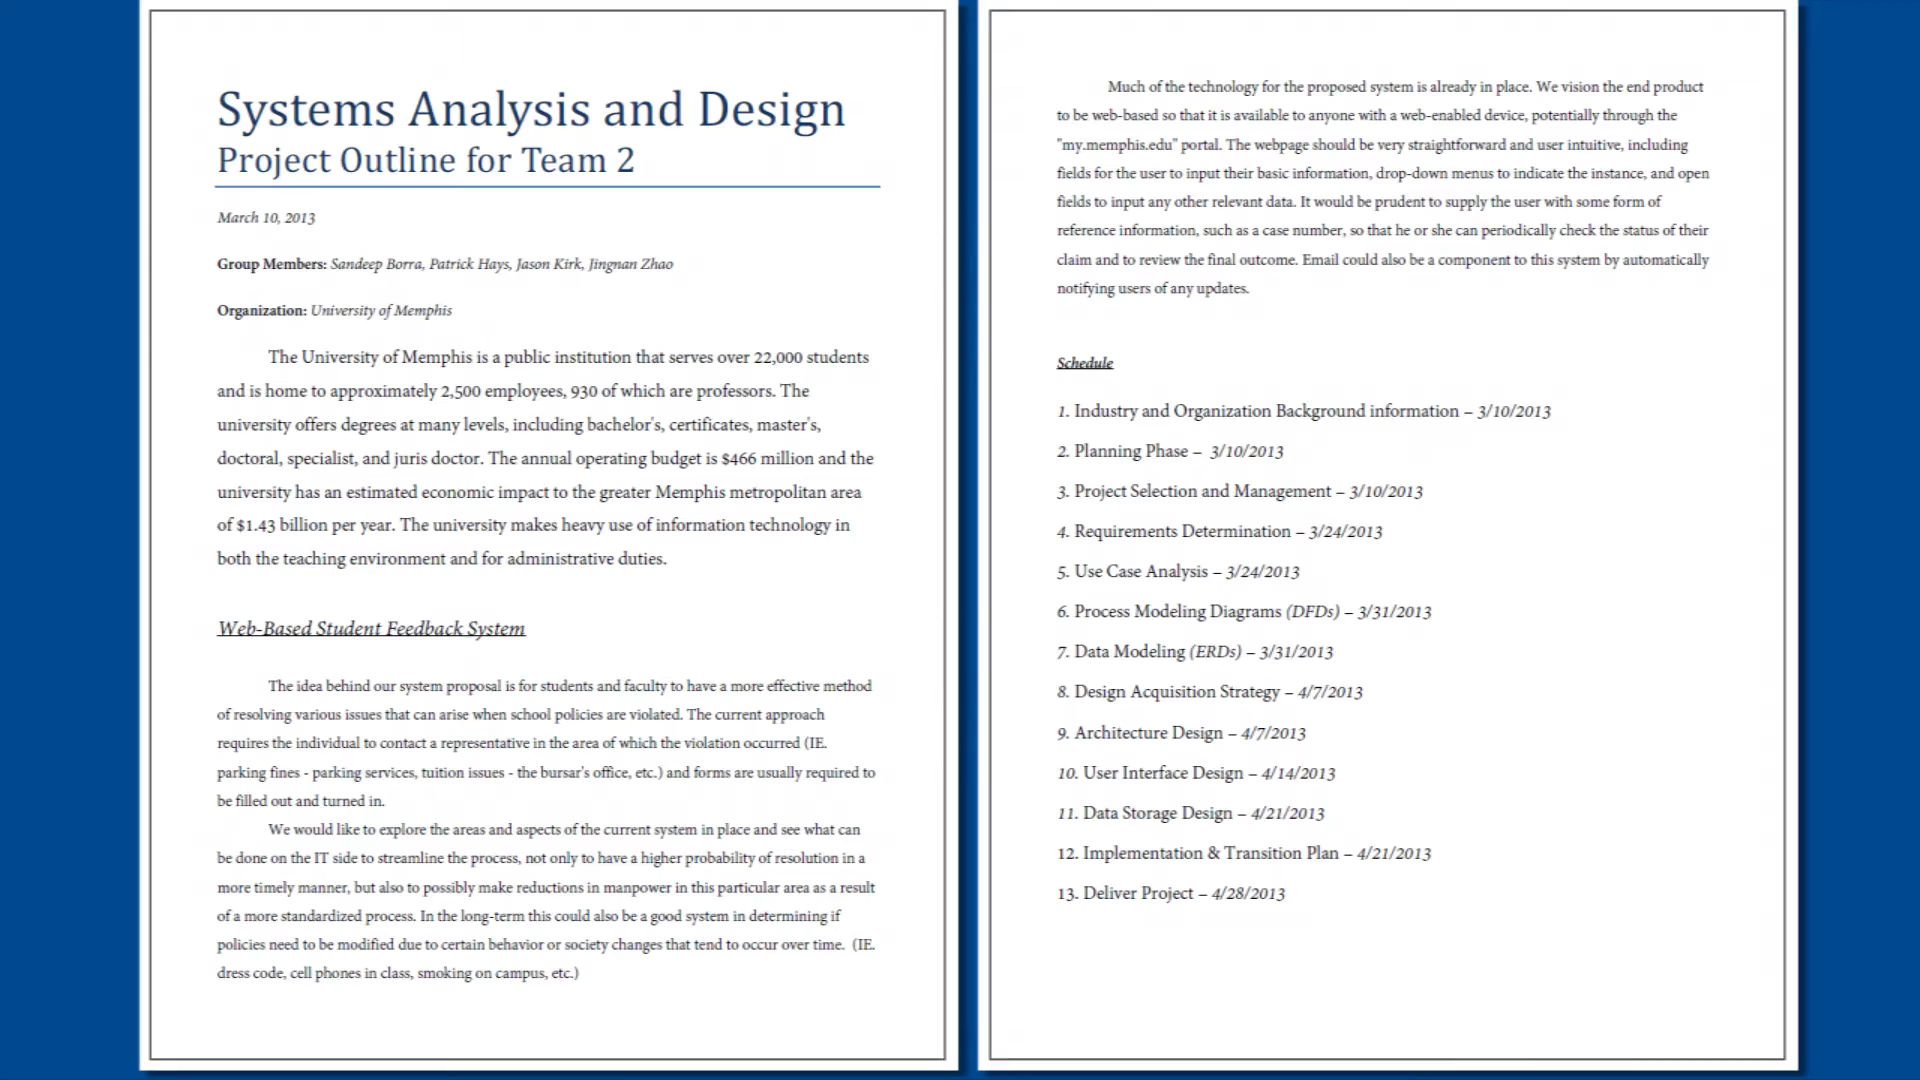 Systems Analysis and Design
Project Outline for Team 2
March 10, 2013
Group Members: Sandeep Borra, Patrick Hays, Jason Kirk, Jingnan Zhao
Organization: University of Memphis
The University of Memphis is a public institution that serves over 22,000 students
and is home to approximately 2,500 employees, 930 of which are professors. The
university offers degrees at many levels, including bachelor's, certificates, master's,
doctoral, specialist, and juris doctor. The annual operating budget is $466 million and the
university has an estimated economic impact to the greater Memphis metropolitan area
of $1.43 billion per year. The university makes heavy use of information technology in
both the teaching environment and for administrative duties.
Web-Based Student Feedback System
The idea behind our system proposal is for students and faculty to have a more effective method
of resolving various issues that can arise when school policies are violated. The current approach
requires the individual to contact a representative in the area of which the violation occurred (IE.
parking fines - parking services, tuition issues - the bursar's office, etc.) and forms are usually required to
be filled out and turned in.
We would like to explore the areas and aspects of the current system in place and see what can
be done on the IT side to streamline the process, not only to have a higher probability of resolution in a
more timely manner, but also to possibly make reductions in manpower in this particular area as a result
of a more standardized process. In the long-term this could also be a good system in determining if
policies need to be modified due to certain behavior or society changes that tend to occur over time. (IE.
dress code, cell phones in class, smoking on campus, etc.)
Much of the technology for the proposed system is already in place. We vision the end product
to be web-based so that it is available to anyone with a web-enabled device, potentially through the
"my.memphis.edu" portal. The webpage should be very straightforward and user intuitive, including
fields for the user to input their basic information, drop-down menus to indicate the instance, and open
fields to input any other relevant data. It would be prudent to supply the user with some form of
reference information, such as a case number, so that he or she can periodically check the status of their
claim and to review the final outcome. Email could also be a component to this system by automatically
notifying users of any updates.
Schedule
1. Industry and Organization Background information – 3/10/2013
2. Planning Phase – 3/10/2013
3. Project Selection and Management – 3/10/2013
4. Requirements Determination – 3/24/2013
5. Use Case Analysis – 3/24/2013
6. Process Modeling Diagrams (DFDs) – 3/31/2013
7. Data Modeling (ERDs) – 3/31/2013
8. Design Acquisition Strategy – 4/7/2013
9. Architecture Design – 4/7/2013
10. User Interface Design – 4/14/2013
11. Data Storage Design – 4/21/2013
12. Implementation & Transition Plan – 4/21/2013
13. Deliver Project – 4/28/2013